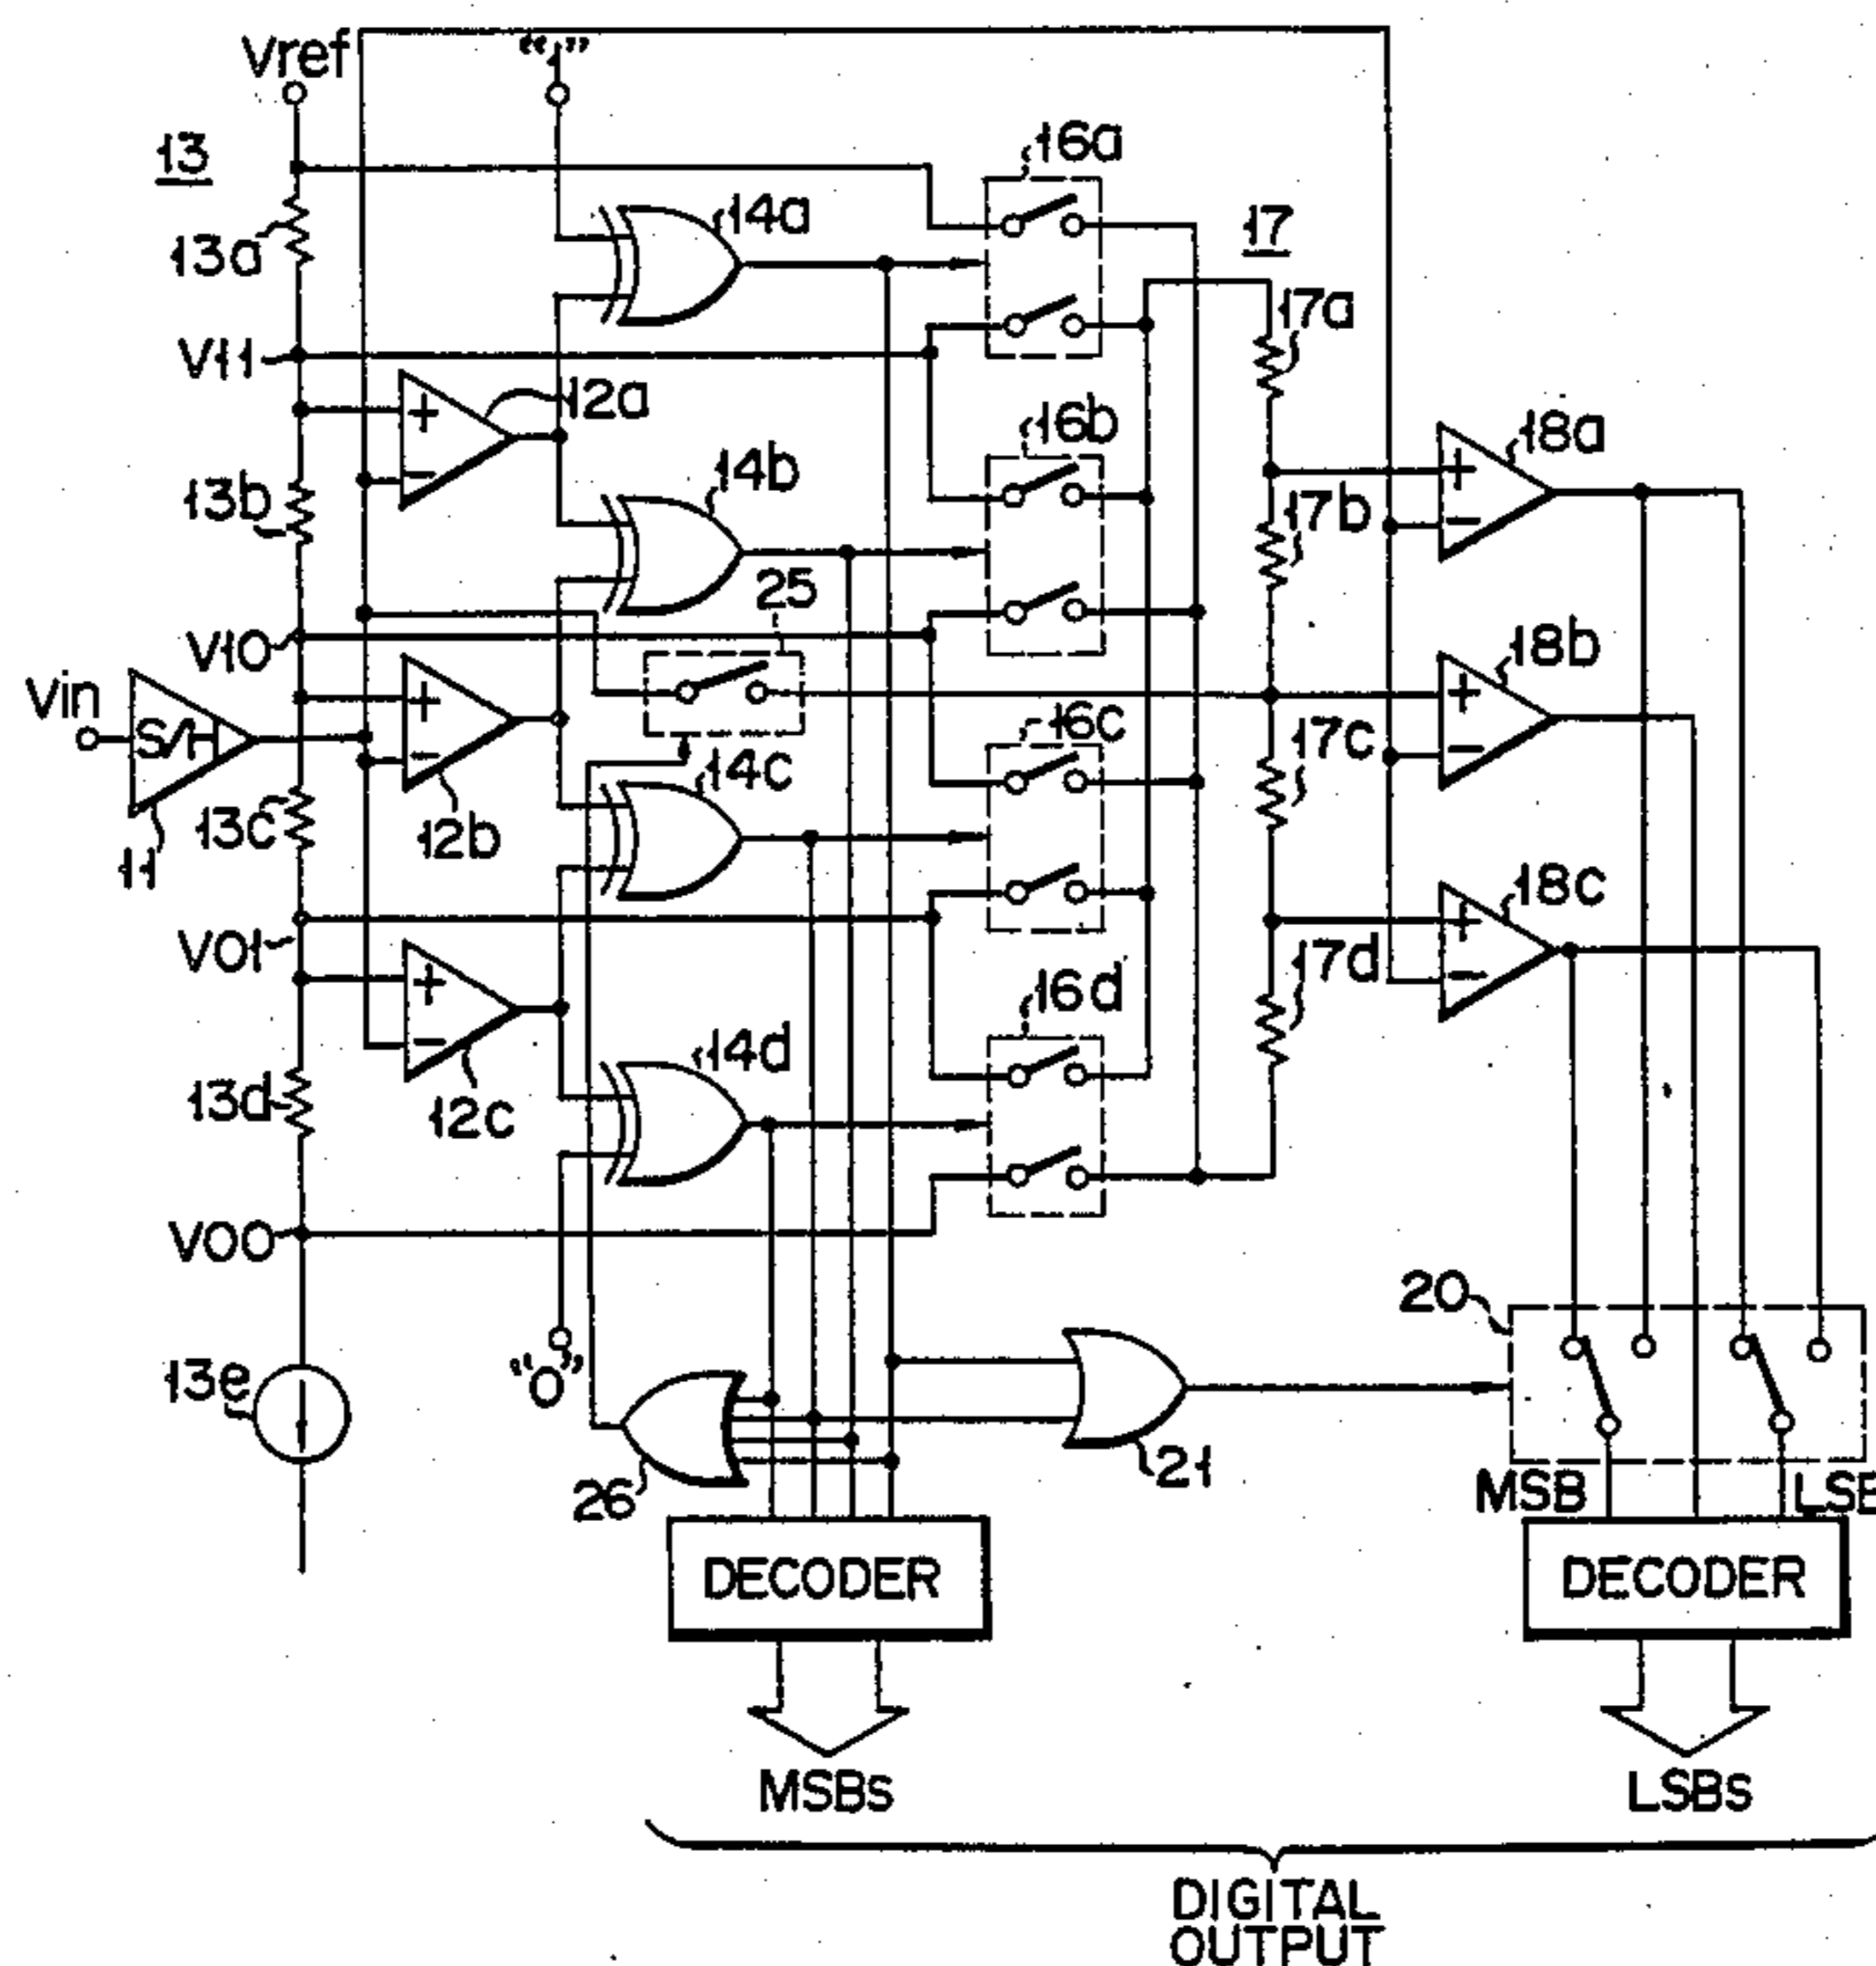 Vref
"1"
13
16a
14a
17
13a
17a
V11
12a
16b
18a
14b
13b
17b
25
V10
18b
Vin
S/H
16c
14c
17c
13c
12b
11
18c
V01
16d
17d
14d
13d
12c
V00
20
13e
"0"
21
26
MSB
LSB
DECODER
DECODER
MSBs
LSBs
DIGITAL
OUTPUT